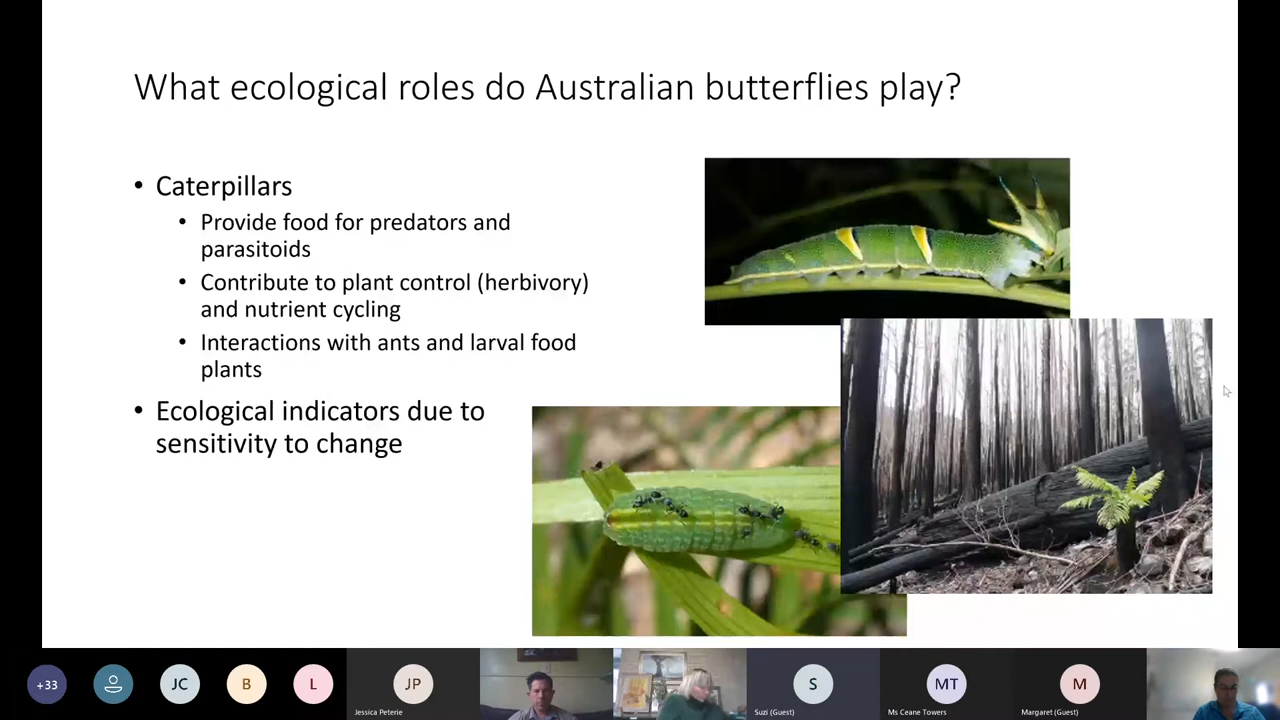 What ecological roles do Australian butterflies play?
• Caterpillars
• Provide food for predators and
parasitoids
• Contribute to plant control (herbivory)
and nutrient cycling
• Interactions with ants and larval food
plants
• Ecological indicators due to
sensitivity to change
+33
JC
B
L
JP
Jessica Peterie
S
Suzi (Guest)
MT
Ms Ceane Towers
M
Margaret (Guest)